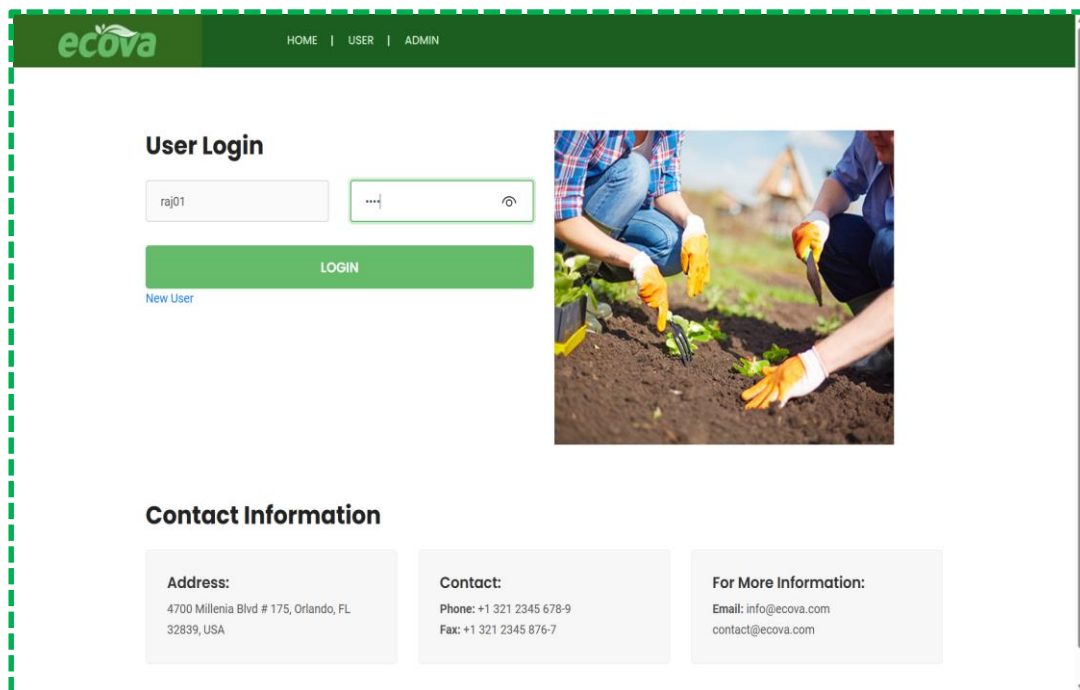 ecova
HOME | USER | ADMIN
User Login
raj01
••••
LOGIN
New User
Contact Information
Address:
4700 Millenia Blvd # 175, Orlando, FL
32839, USA
Contact:
Phone: +1 321 2345 678-9
Fax: +1 321 2345 876-7
For More Information:
Email: info@ecova.com
contact@ecova.com